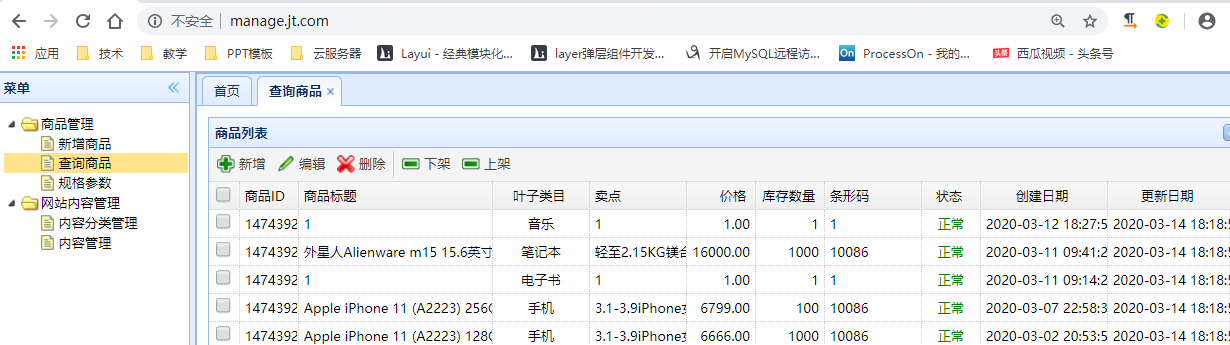 不安全 | manage.jt.com
应用 技术 教学 PPT模板 云服务器 Layui - 经典模块化... layer弹层组件开发... 开启MySQL远程访... On ProcessOn - 我的... 头条 西瓜视频 - 头条号
菜单
首页 查询商品
商品管理
新增商品
查询商品
规格参数
网站内容管理
内容分类管理
内容管理
商品列表
新增 编辑 删除 下架 上架
商品ID 商品标题 叶子类目 卖点 价格 库存数量 条形码 状态 创建日期 更新日期
1474392 1 音乐 1 1.00 1 1 正常 2020-03-12 18:27:5 2020-03-14 18:18:5
1474392 外星人Alienware m15 15.6英寸 笔记本 轻至2.15KG镁合 16000.00 1000 10086 正常 2020-03-11 09:41:2 2020-03-14 18:18:5
1474392 1 电子书 1 1.00 1 1 正常 2020-03-11 09:14:2 2020-03-14 18:18:5
1474392 Apple iPhone 11 (A2223) 256G 手机 3.1-3.9iPhone 6799.00 100 10086 正常 2020-03-07 22:58:3 2020-03-14 18:18:5
1474392 Apple iPhone 11 (A2223) 128G 手机 3.1-3.9iPhone 6666.00 1000 10086 正常 2020-03-02 20:53:5 2020-03-14 18:18:5